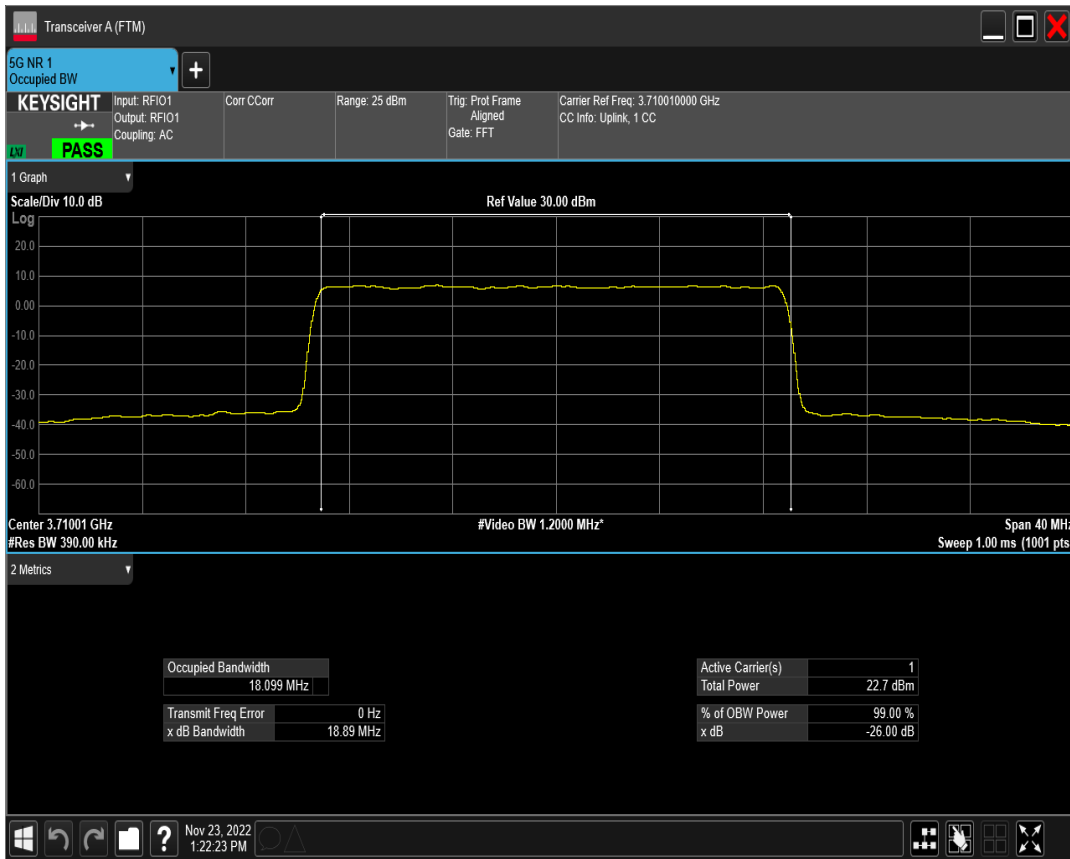 Transceiver A (FTM)
5G NR 1
Occupied BW
KEYSIGHT
LXI
PASS
Input: RFIO1
Output: RFIO1
Coupling: AC
Corr CCorr
Range: 25 dBm
Trig: Prot Frame
Aligned
Gate: FFT
Carrier Ref Freq: 3.710010000 GHz
CC Info: Uplink, 1 CC
1 Graph
Scale/Div 10.0 dB
Ref Value 30.00 dBm
Log
20.0
10.0
0.00
-10.0
-20.0
-30.0
-40.0
-50.0
-60.0
Center 3.71001 GHz
#Video BW 1.2000 MHz*
Span 40 MHz
#Res BW 390.00 kHz
Sweep 1.00 ms (1001 pts
2 Metrics
Occupied Bandwidth
18.099 MHz
Transmit Freq Error 0 Hz
x dB Bandwidth 18.89 MHz
Active Carrier(s) 1
Total Power 22.7 dBm
% of OBW Power 99.00 %
x dB -26.00 dB
?
Nov 23, 2022
1:22:23 PM